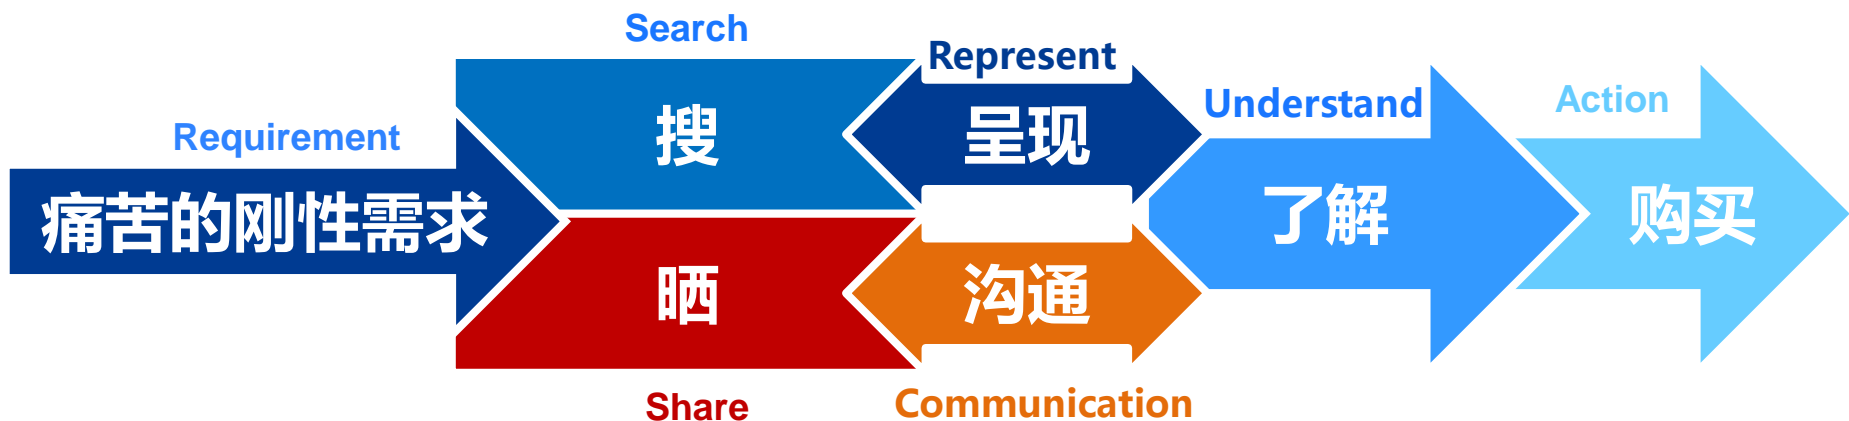 Requirement
痛苦的刚性需求
Search
搜
晒
Share
Represent
呈现
沟通
Communication
Understand
了解
Action
购买